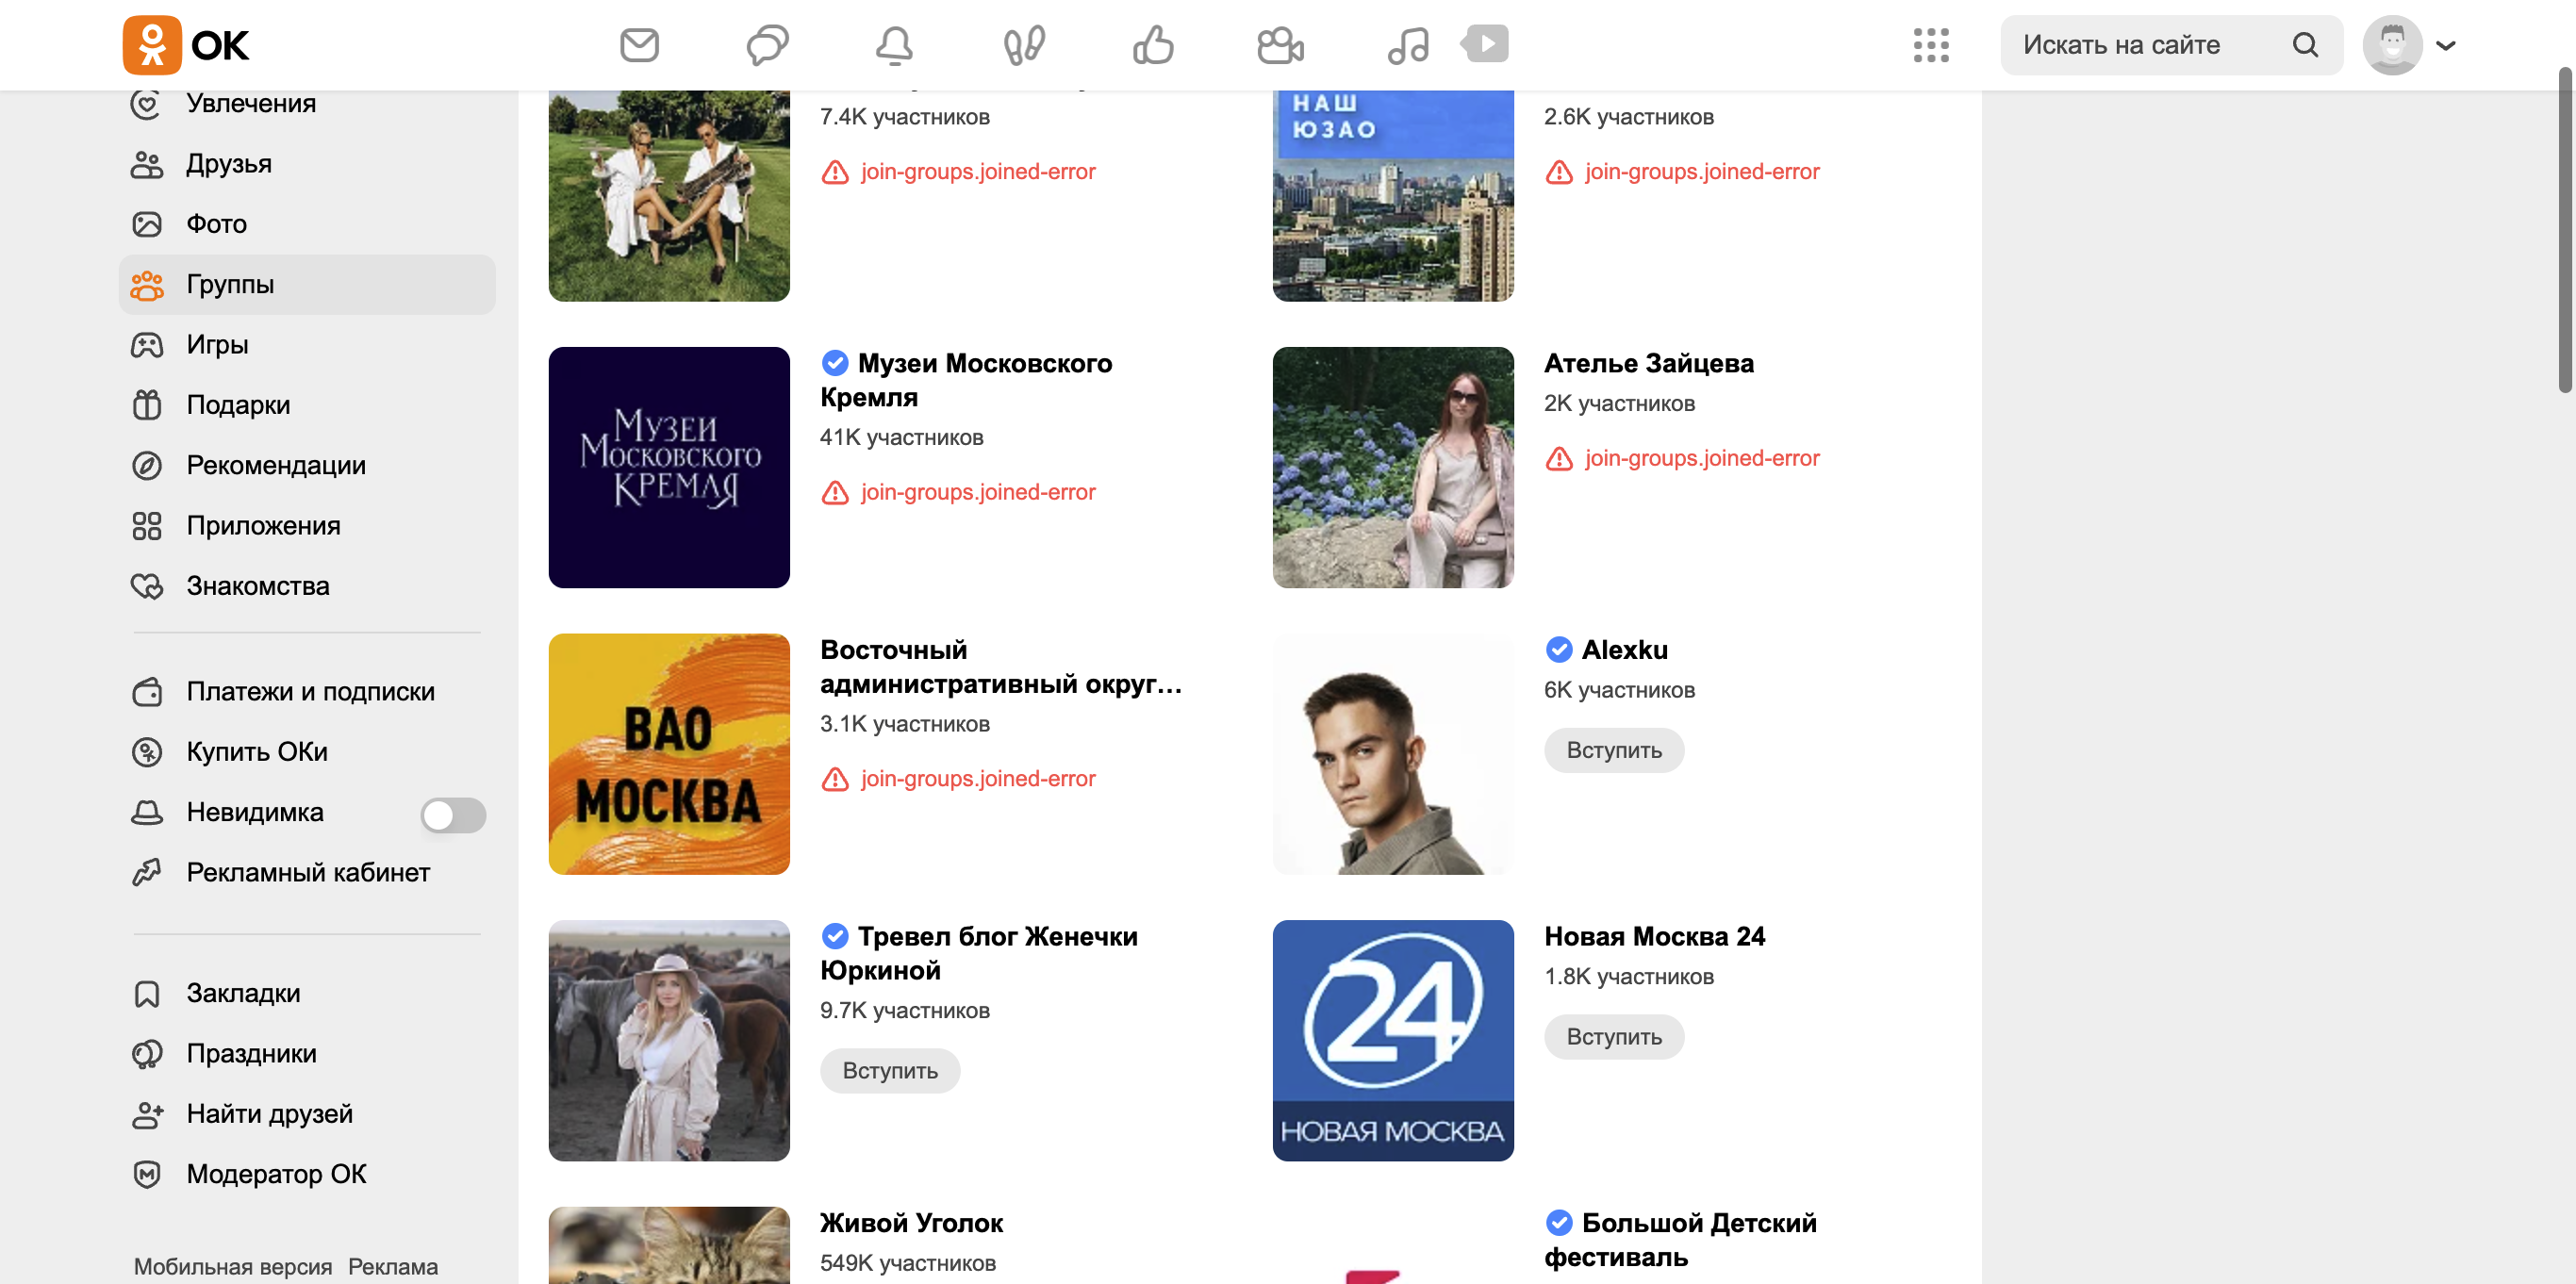 ОК
Искать на сайте
Увлечения
Друзья
Фото
Группы
Игры
Подарки
Рекомендации
Приложения
Знакомства
Платежи и подписки
Купить ОКи
Невидимка
Рекламный кабинет
Закладки
Праздники
Найти друзей
Модератор ОК
Мобильная версия Реклама
7.4K участников
join-groups.joined-error
НАШ
ЮЗАО
2.6K участников
join-groups.joined-error
Музеи
Московского
Кремля
Музеи Московского
Кремля
41K участников
join-groups.joined-error
Ателье Зайцева
2K участников
join-groups.joined-error
ВАО
МОСКВА
Восточный
административный округ...
3.1K участников
join-groups.joined-error
Alexku
6K участников
Вступить
Тревел блог Женечки
Юркиной
9.7K участников
Вступить
24
НОВАЯ МОСКВА
Новая Москва 24
1.8K участников
Вступить
Живой Уголок
549K участников
Большой Детский
фестиваль